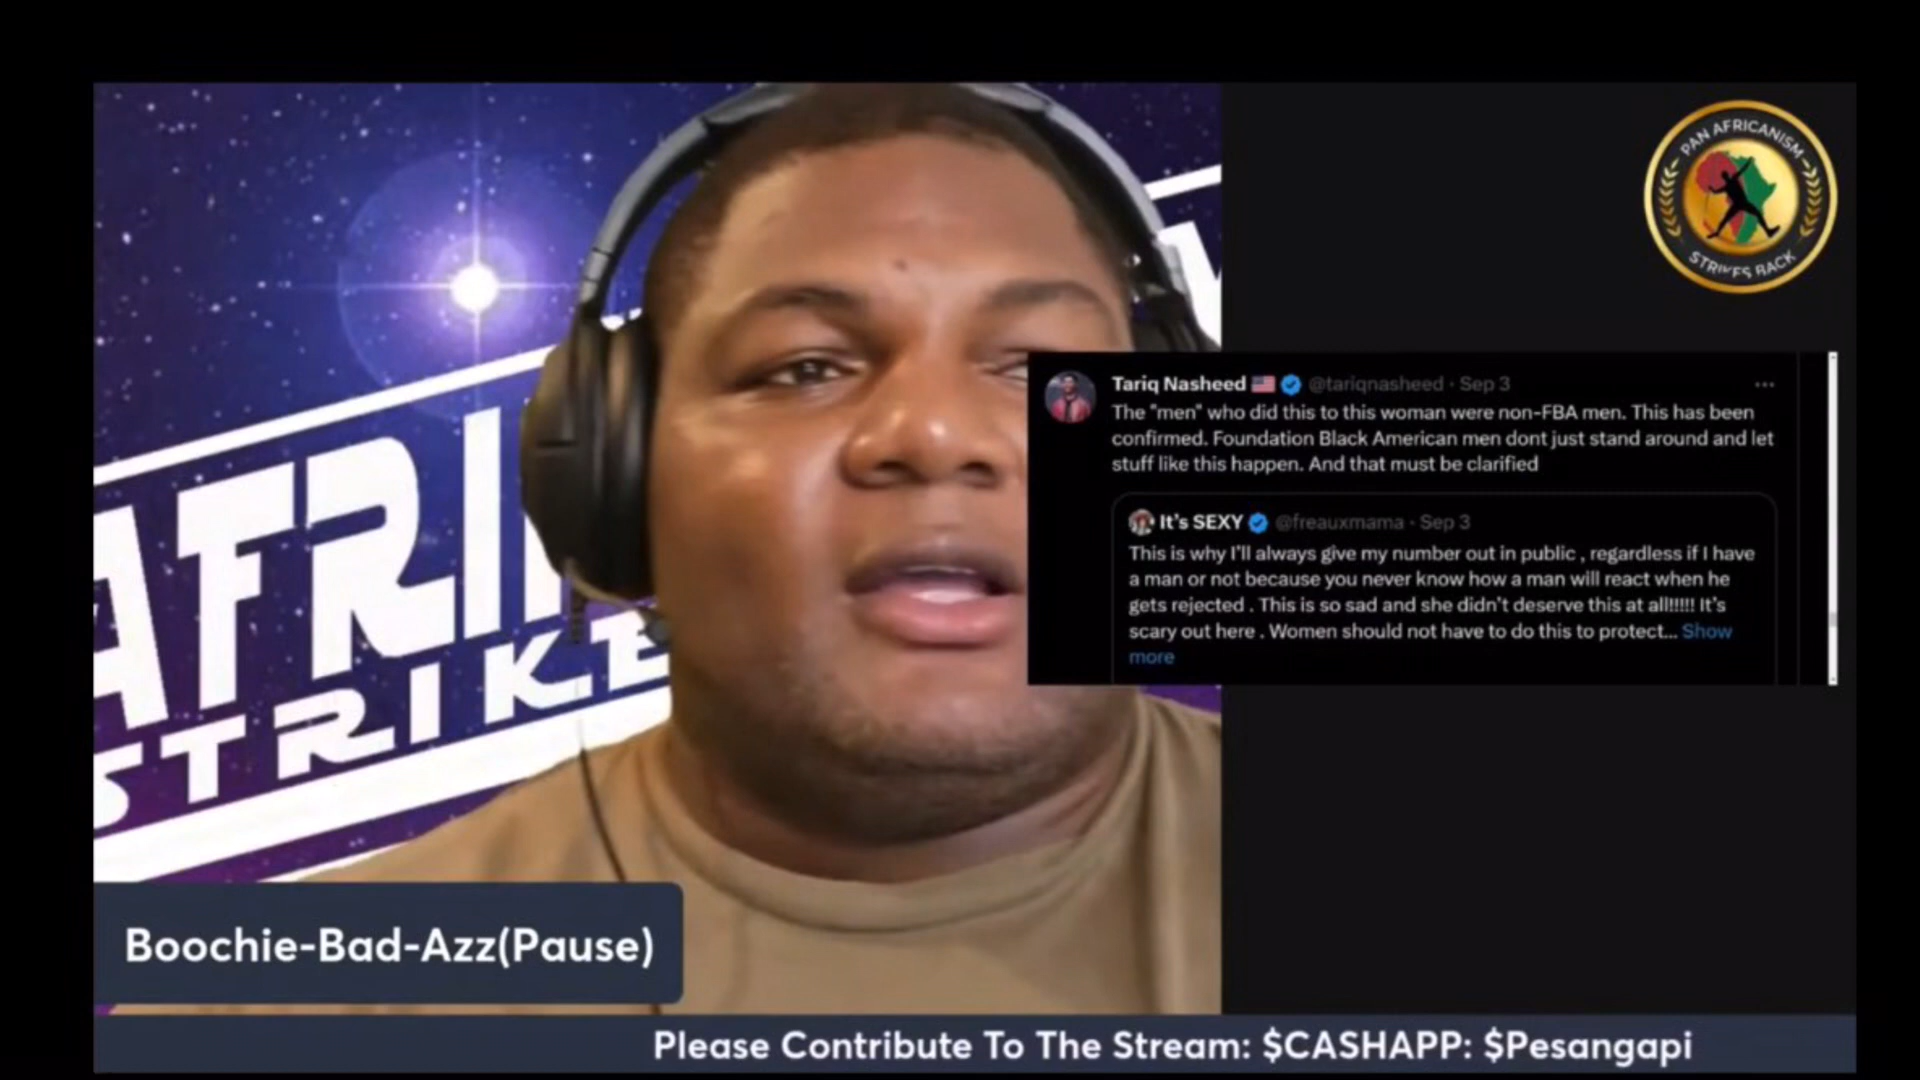 PAN AFRICANISM
STRIKES BACK
AFRI
STRIKE
Tariq Nasheed @tariqnasheed · Sep 3
The "men" who did this to this woman were non-FBA men. This has been
confirmed. Foundation Black American men dont just stand around and let
stuff like this happen. And that must be clarified
It's SEXY @freauxmama · Sep 3
This is why I'll always give my number out in public , regardless if I have
a man or not because you never know how a man will react when he
gets rejected . This is so sad and she didn't deserve this at all!!!!! It's
scary out here . Women should not have to do this to protect... Show
more
Boochie-Bad-Azz(Pause)
Please Contribute To The Stream: $CASHAPP: $Pesangapi